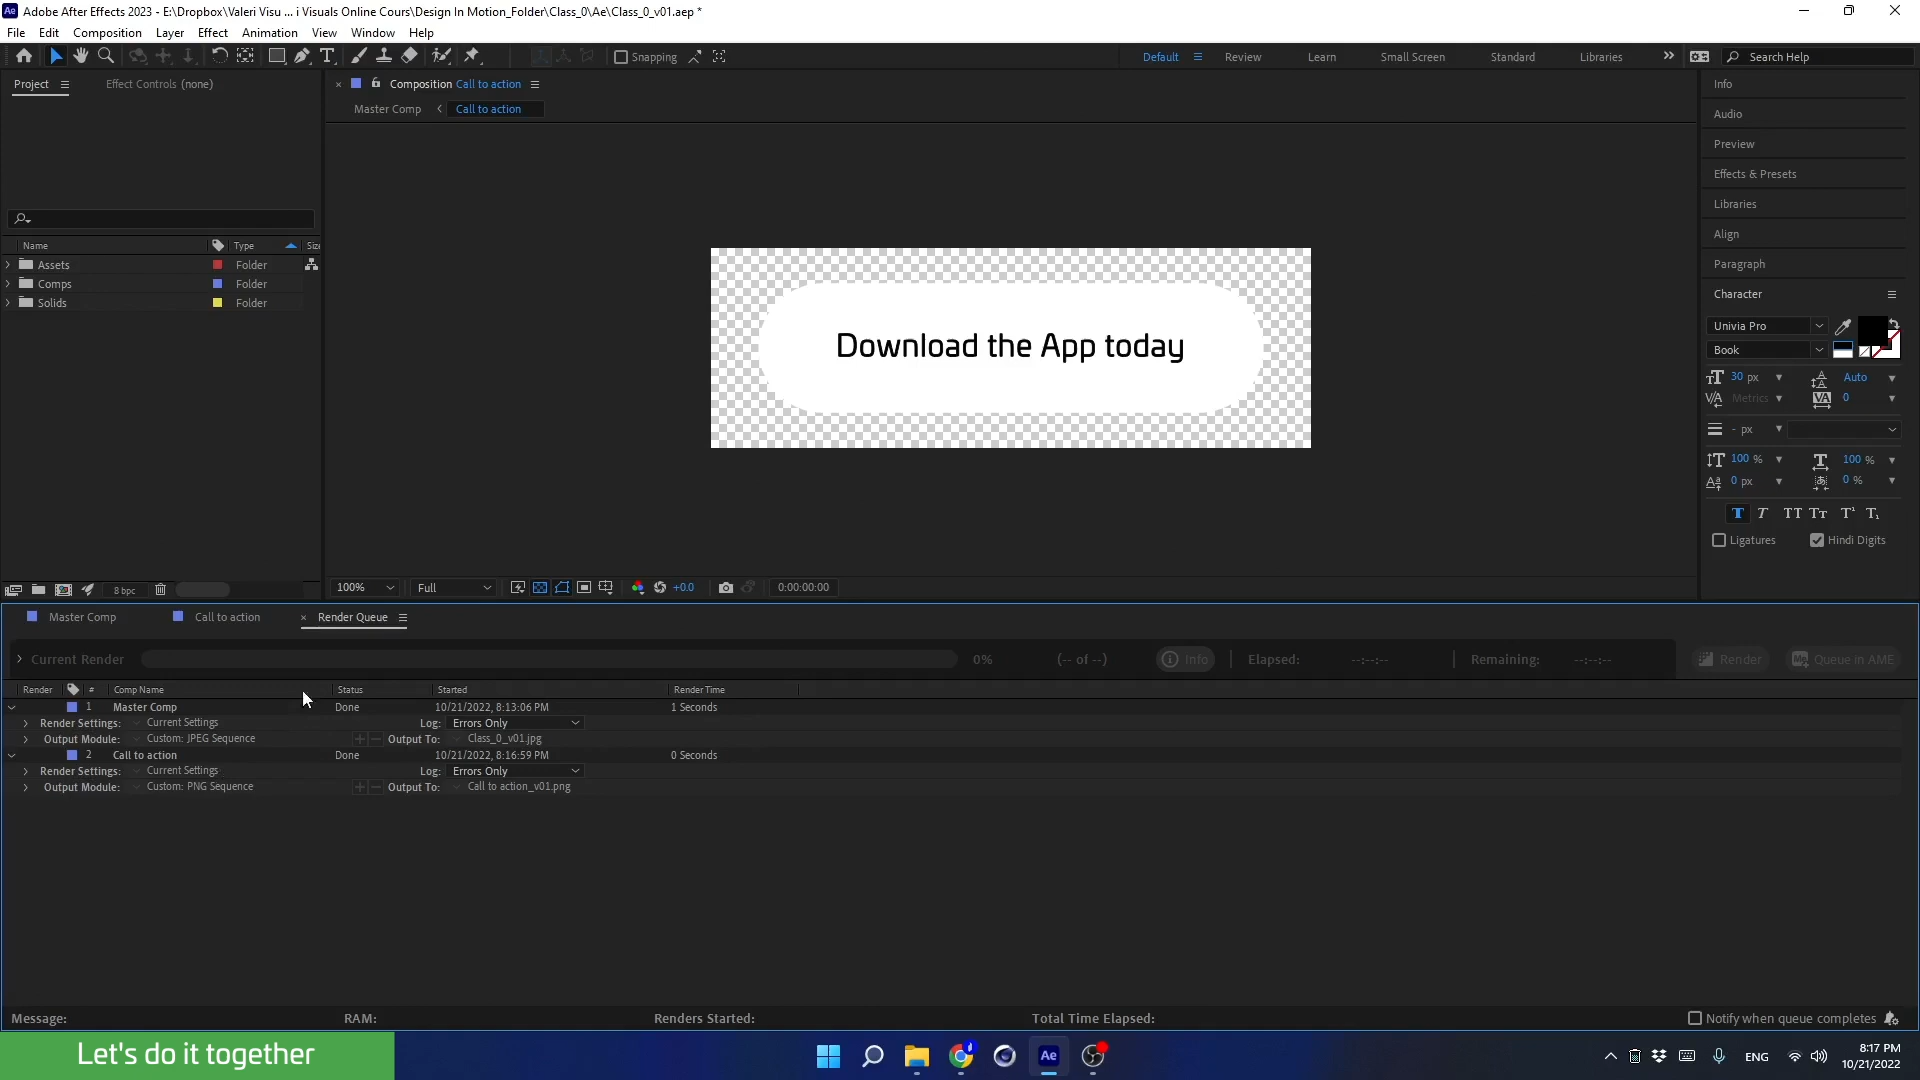 Adobe After Effects 2023 - E:\Dropbox\Valeri Visu ... i Visuals Online Cours\Design In Motion_Folder\Class_0\Ae\Class_0_v01.aep *
File Edit Composition Layer Effect Animation View Window Help
Snapping
Default Review Learn Small Screen Standard Libraries Search Help
Project Effect Controls (none)
Composition Call to action
Master Comp Call to action
Name Type Size
Assets Folder
Comps Folder
Solids Folder
8 bpc
Download the App today
100% Full +0.0 0:00:00:00
Info
Audio
Preview
Effects & Presets
Libraries
Align
Paragraph
Character
Univia Pro
Book
30 px Auto
Metrics 0
- px
100 % 100 %
0 px 0 %
Ligatures Hindi Digits
Master Comp Call to action Render Queue
Current Render 0% (-- of --) Info Elapsed: --:--:-- Remaining: --:--:-- Render Queue in AME
Render # Comp Name Status Started Render Time
1 Master Comp Done 10/21/2022, 8:13:06 PM 1 Seconds
Render Settings: Current Settings Log: Errors Only
Output Module: Custom: JPEG Sequence Output To: Class_0_v01.jpg
2 Call to action Done 10/21/2022, 8:16:59 PM 0 Seconds
Render Settings: Current Settings Log: Errors Only
Output Module: Custom: PNG Sequence Output To: Call to action_v01.png
Message: RAM: Renders Started: Total Time Elapsed: Notify when queue completes
Let's do it together
Ae
ENG
8:17 PM
10/21/2022